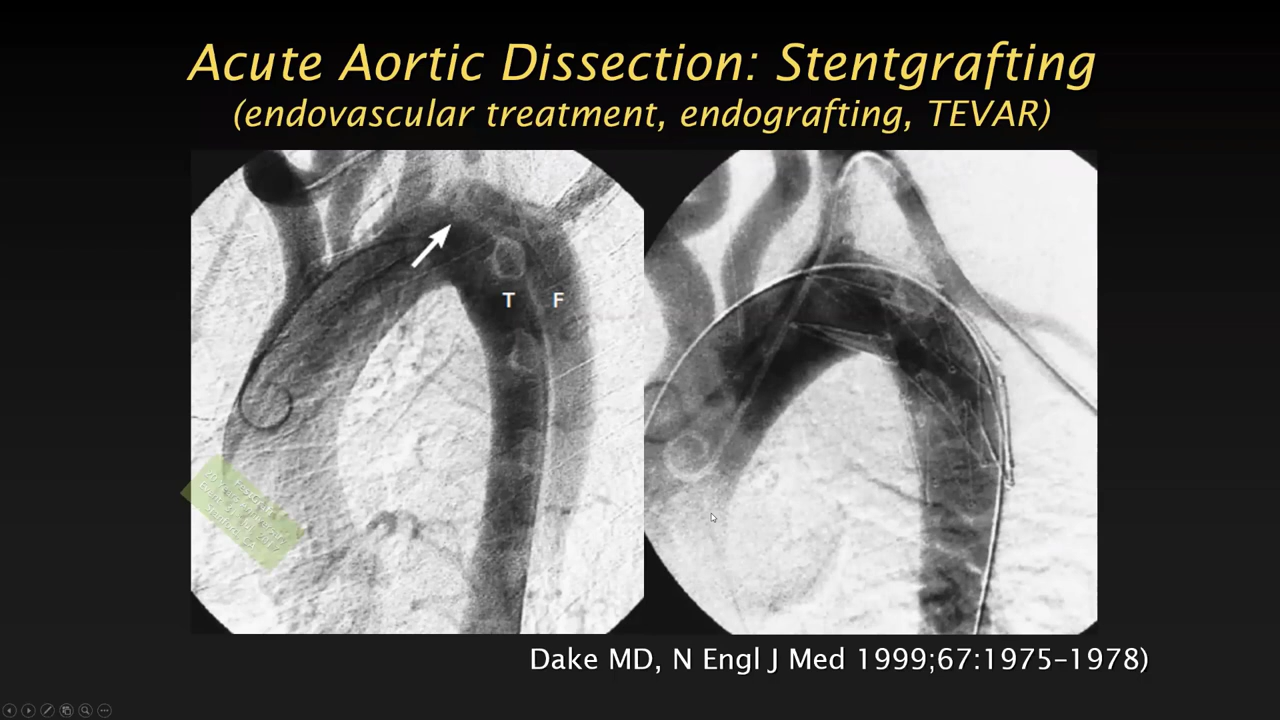 Acute Aortic Dissection: Stentgrafting
(endovascular treatment, endografting, TEVAR)
T F
Dake MD, N Engl J Med 1999;67:1975-1978)